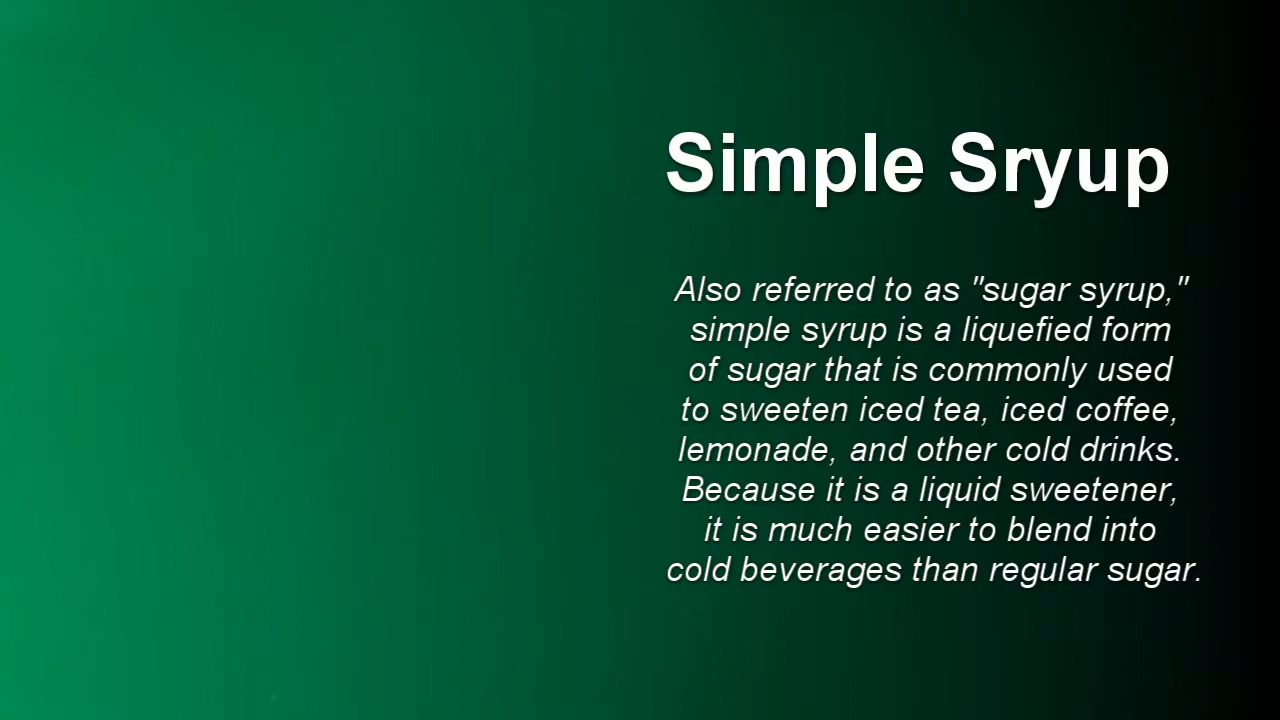 Simple Sryup
Also referred to as "sugar syrup,"
simple syrup is a liquefied form
of sugar that is commonly used
to sweeten iced tea, iced coffee,
lemonade, and other cold drinks.
Because it is a liquid sweetener,
it is much easier to blend into
cold beverages than regular sugar.